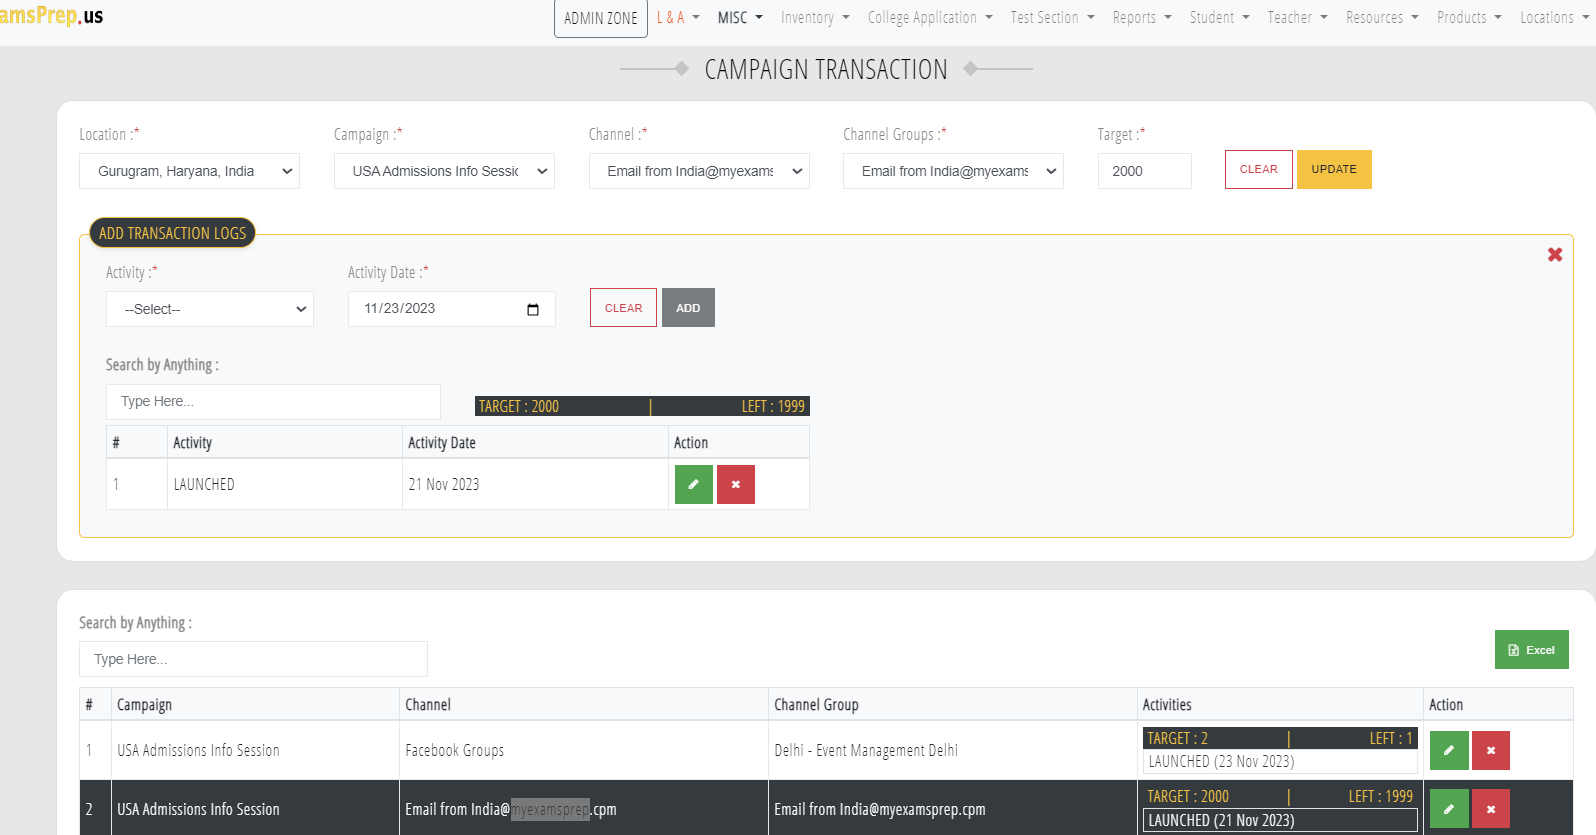 amsPrep.us ADMIN ZONE L & A MISC Inventory College Application Test Section Reports Student Teacher Resources Products Locations
CAMPAIGN TRANSACTION
Location :* Campaign :* Channel :* Channel Groups :* Target :*
Gurugram, Haryana, India USA Admissions Info Sessic Email from India@myexams Email from India@myexams 2000 CLEAR UPDATE
ADD TRANSACTION LOGS
Activity :* Activity Date :*
--Select-- 11/23/2023 CLEAR ADD
Search by Anything :
Type Here... TARGET : 2000 | LEFT : 1999
# Activity Activity Date Action
1 LAUNCHED 21 Nov 2023
Search by Anything :
Type Here... Excel
# Campaign Channel Channel Group Activities Action
1 USA Admissions Info Session Facebook Groups Delhi - Event Management Delhi TARGET : 2 | LEFT : 1
LAUNCHED (23 Nov 2023)
2 USA Admissions Info Session Email from India@myexamsprep.cpm Email from India@myexamsprep.cpm TARGET : 2000 | LEFT : 1999
LAUNCHED (21 Nov 2023)